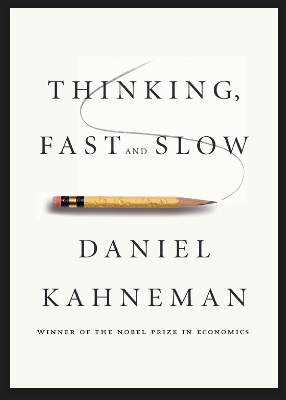 THINKING,
FAST AND SLOW
DANIEL
KAHNEMAN
WINNER OF THE NOBEL PRIZE IN ECONOMICS